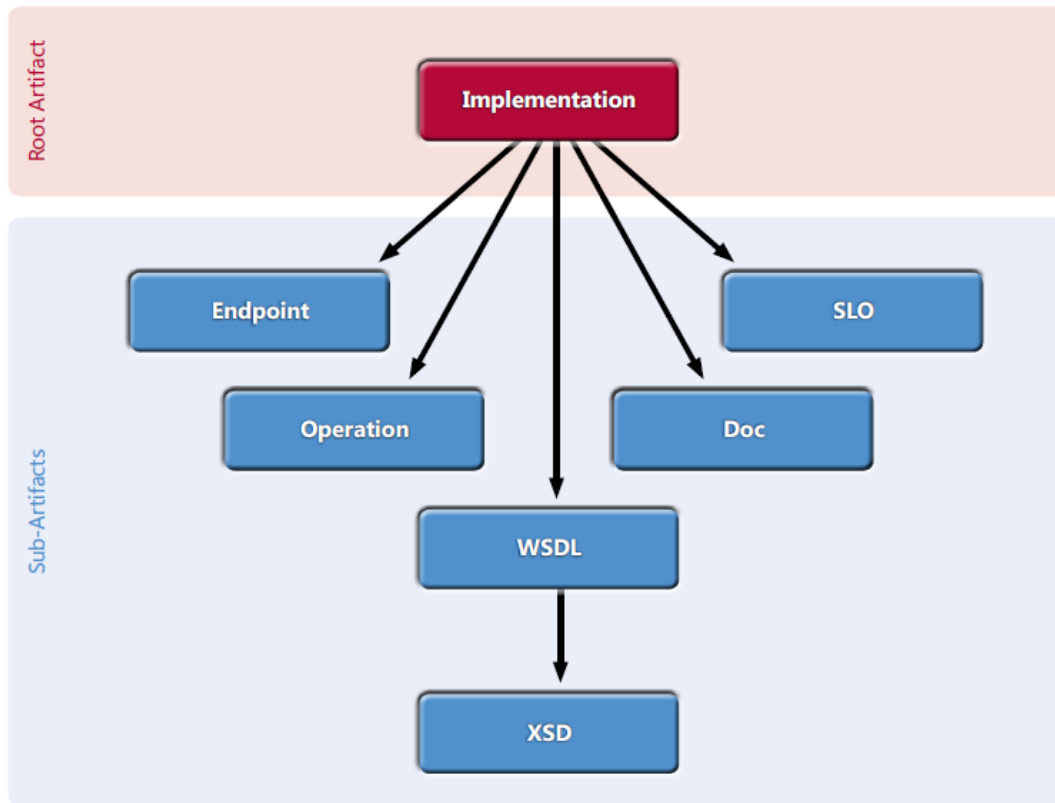 Root Artifact
Implementation
Sub-Artifacts
Endpoint
SLO
Operation
Doc
WSDL
XSD